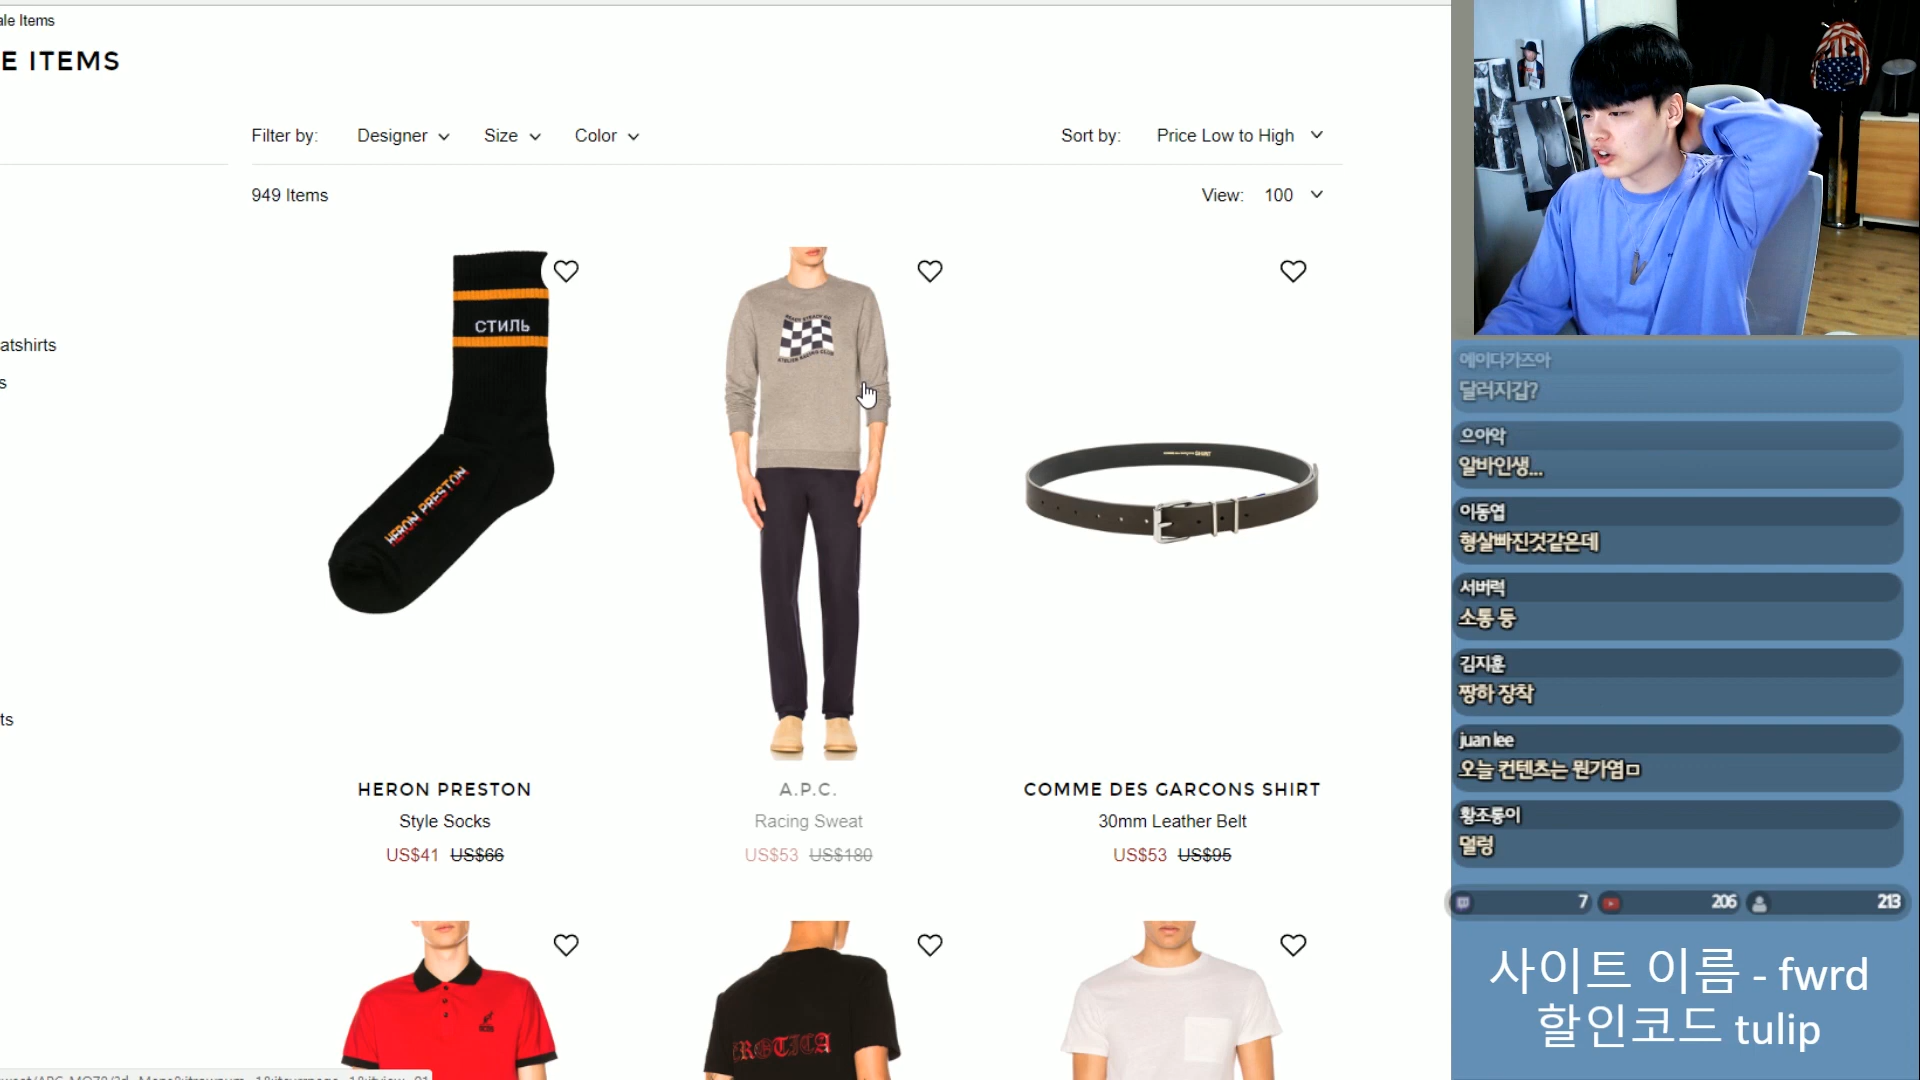 ale Items
E ITEMS
Filter by: Designer Size Color
Sort by: Price Low to High
949 Items
View: 100
atshirts
s
ts
СТИЛЬ
HERON PRESTON
HERON PRESTON
Style Socks
US$41 US$66
A.P.C.
Racing Sweat
US$53 US$180
COMME DES GARCONS SHIRT
30mm Leather Belt
US$53 US$95
에이다가즈아
달러지갑?
으아악
알바인생...
이동엽
형살빠진것같은데
서버럭
소통 등
김지훈
짱하 장착
juan lee
오늘 컨텐츠는 뭔가염ㅁ
황조롱이
멀렁
7 206 213
사이트 이름 - fwrd
할인코드 tulip